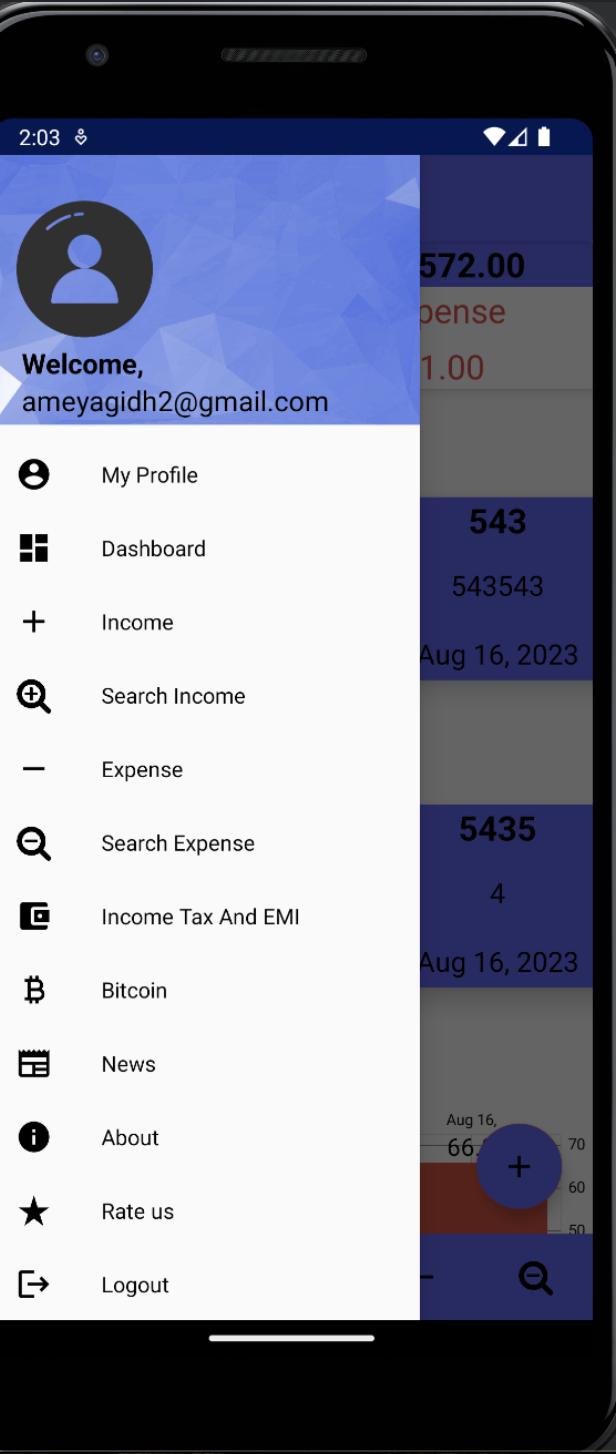 2:03
572.00
pense
1.00
Welcome,
ameyagidh2@gmail.com
My Profile
Dashboard
Income
Search Income
Expense
Search Expense
Income Tax And EMI
Bitcoin
News
About
Rate us
Logout
543
543543
Aug 16, 2023
5435
4
Aug 16, 2023
Aug 16,
66.
70
60
50